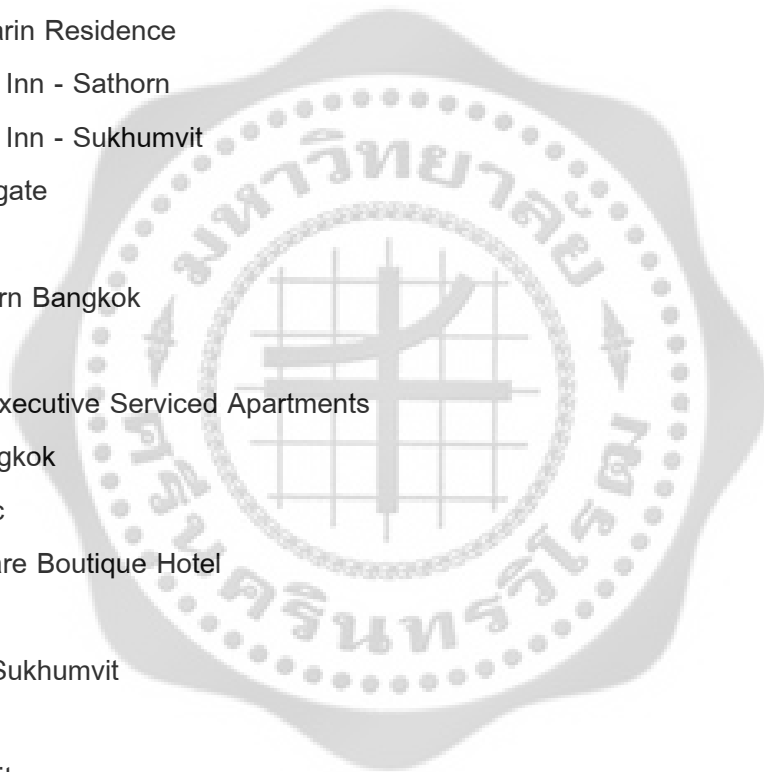 arin Residence
Inn - Sathorn
Inn - Sukhumvit
gate
rn Bangkok
xecutive Serviced Apartments
gkok
c
are Boutique Hotel
Sukhumvit
มหาวิทยาลัย
ศรีนครินทรวิโรฒ